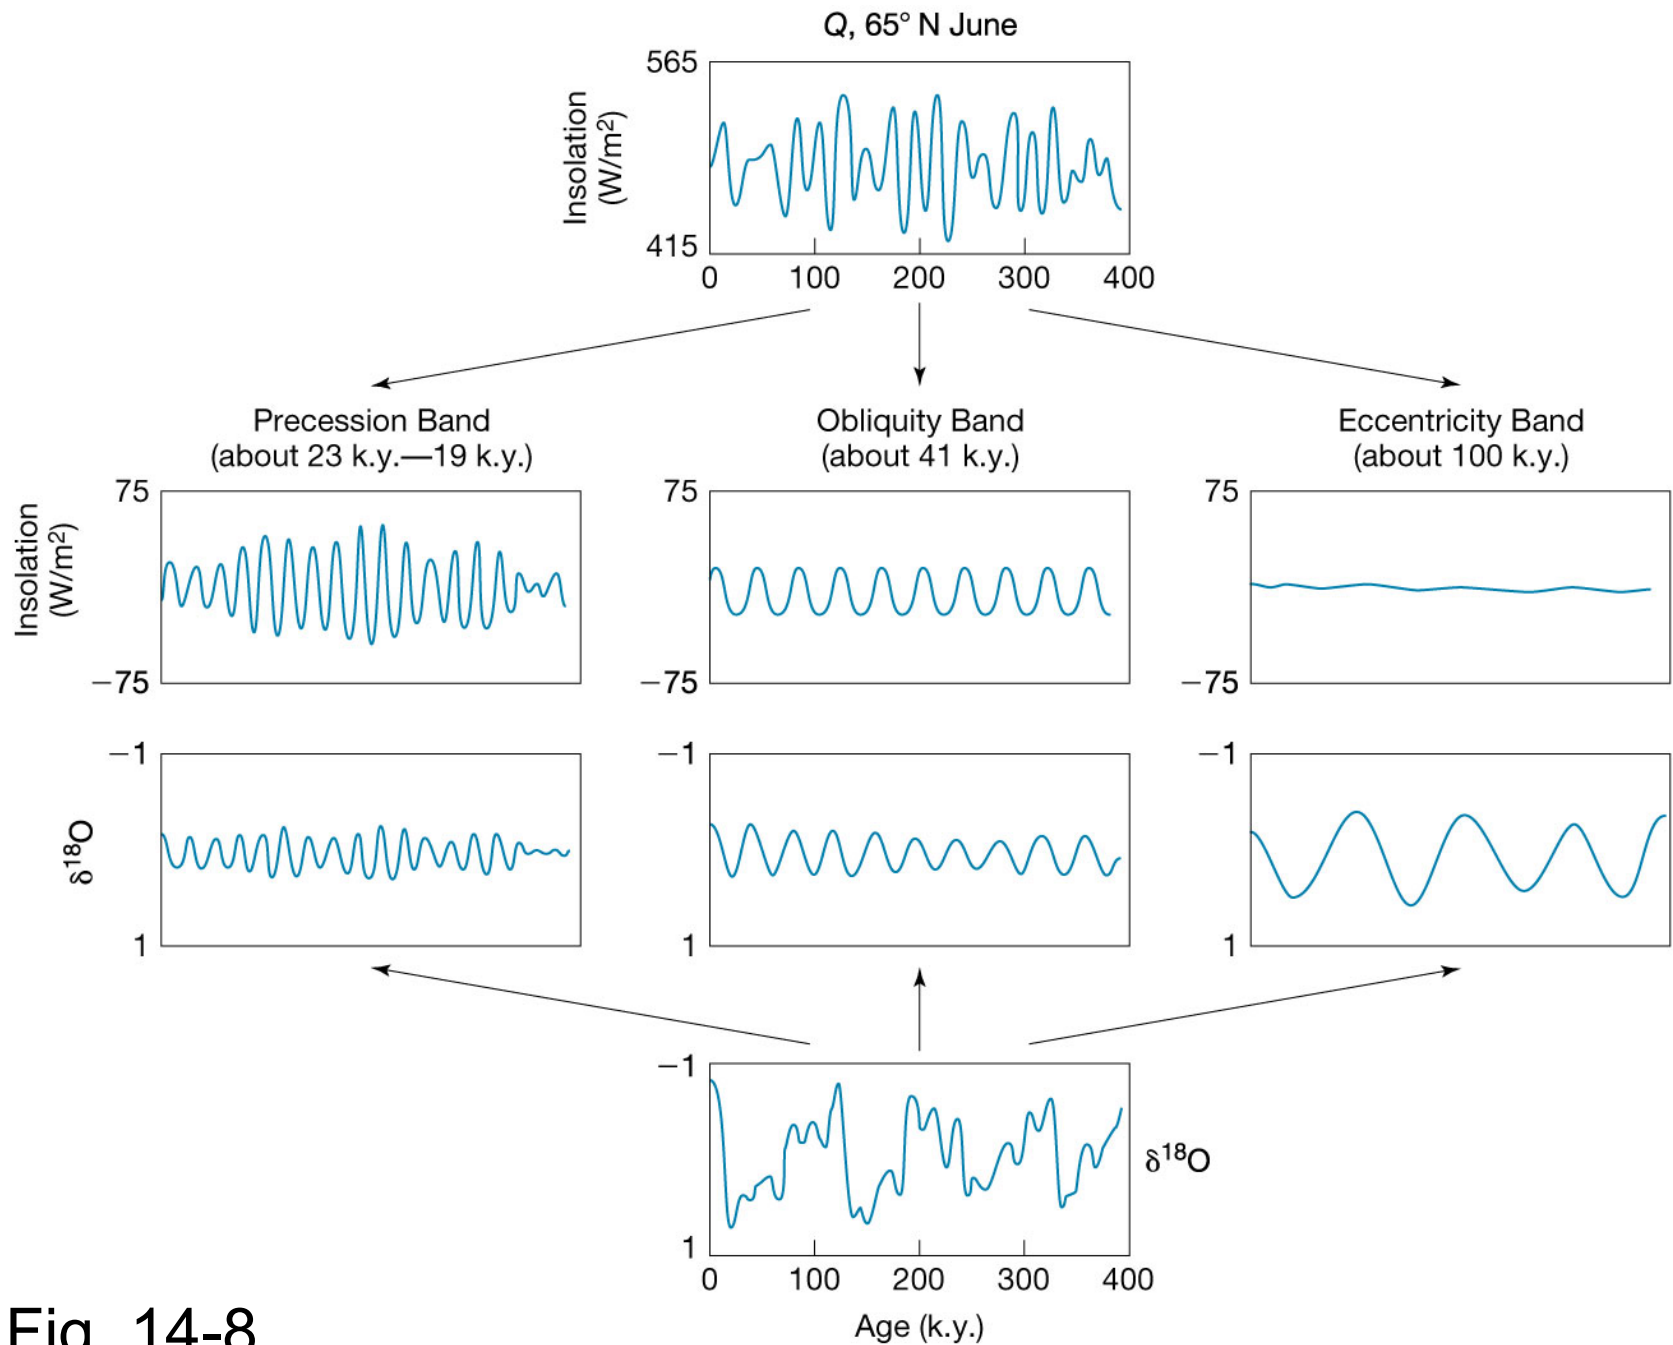 Q, 65° N June
565
Insolation
(W/m²)
415
0 100 200 300 400
Precession Band
(about 23 k.y.—19 k.y.)
Obliquity Band
(about 41 k.y.)
Eccentricity Band
(about 100 k.y.)
75
Insolation
(W/m²)
−75
75
−75
75
−75
−1
δ¹⁸O
1
−1
1
−1
1
−1
δ¹⁸O
1
0 100 200 300 400
Age (k.y.)
Fig. 14-8